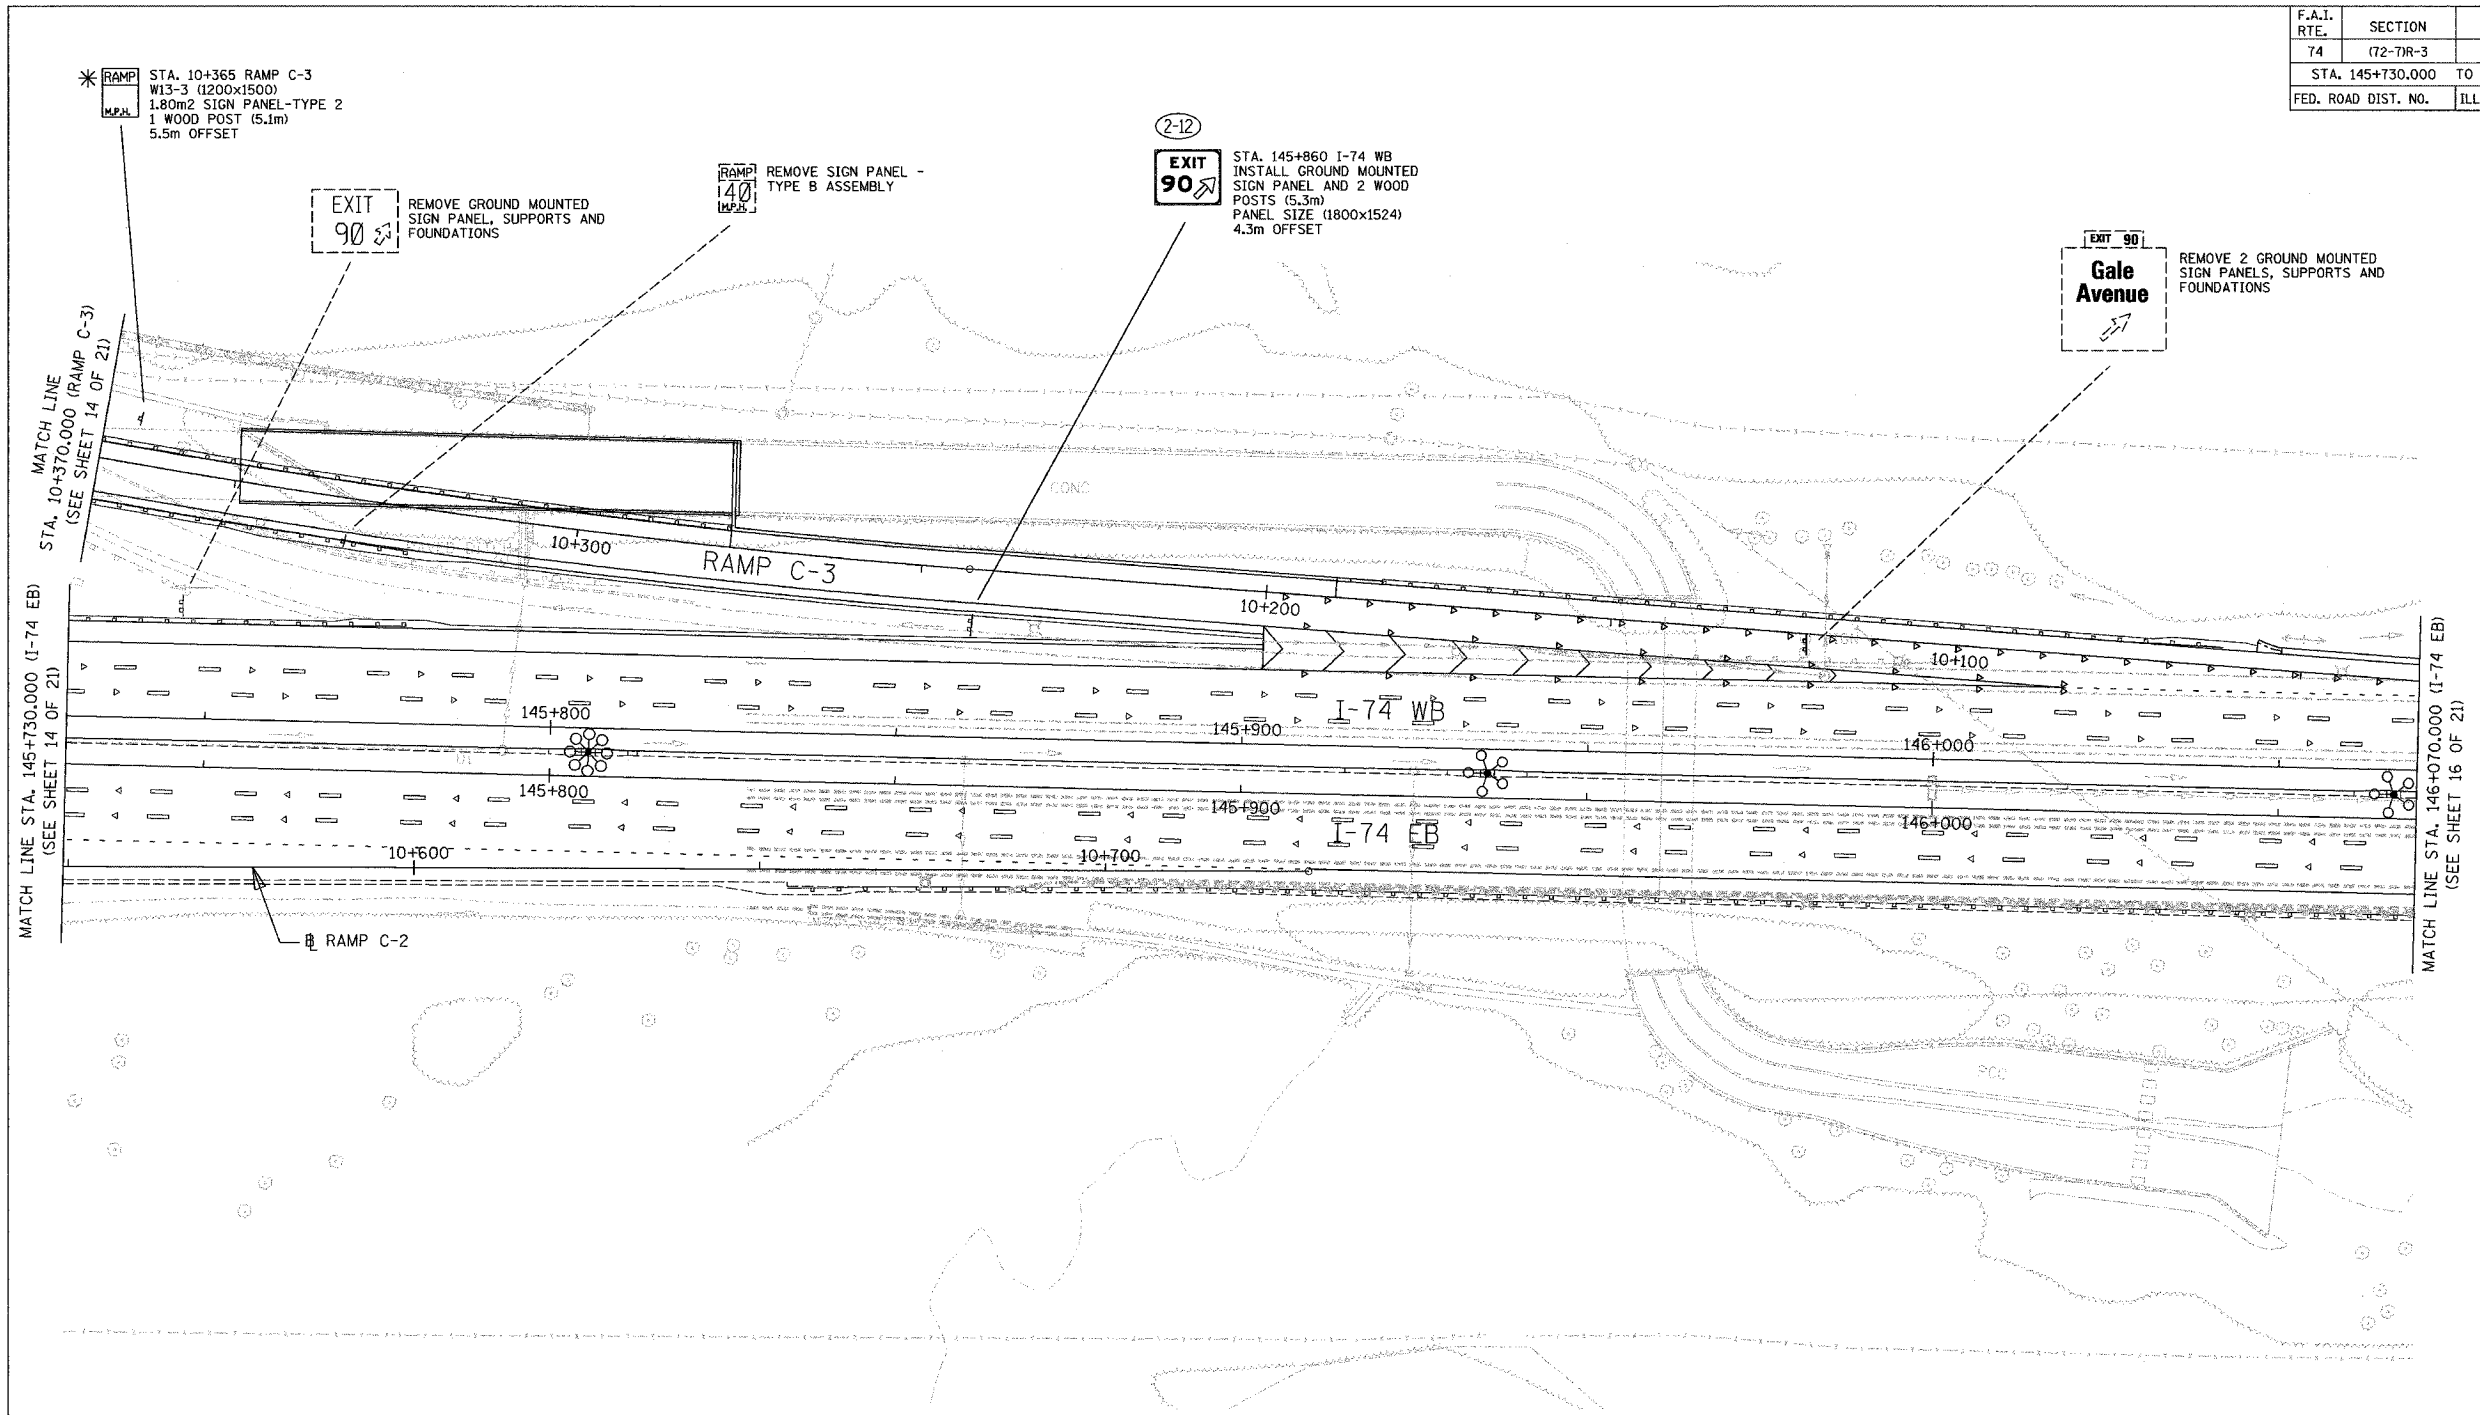 F.A.I.
RTE.
SECTION
74
(72-7)R-3
STA. 145+730.000 TO
FED. ROAD DIST. NO.
ILL
RAMP
M.P.H.
STA. 10+365 RAMP C-3
W13-3 (1200x1500)
1.80m2 SIGN PANEL-TYPE 2
1 WOOD POST (5.1m)
5.5m OFFSET
EXIT
90
REMOVE GROUND MOUNTED
SIGN PANEL, SUPPORTS AND
FOUNDATIONS
RAMP
40
M.P.H.
REMOVE SIGN PANEL -
TYPE B ASSEMBLY
2-12
EXIT
90
STA. 145+860 I-74 WB
INSTALL GROUND MOUNTED
SIGN PANEL AND 2 WOOD
POSTS (5.3m)
PANEL SIZE (1800x1524)
4.3m OFFSET
EXIT 90
Gale
Avenue
REMOVE 2 GROUND MOUNTED
SIGN PANELS, SUPPORTS AND
FOUNDATIONS
MATCH LINE
STA. 10+370.000 (RAMP C-3)
(SEE SHEET 14 OF 21)
MATCH LINE STA. 145+730.000 (I-74 EB)
(SEE SHEET 14 OF 21)
CONC
10+300
RAMP C-3
10+200
10+100
145+800
I-74 WB
145+900
146+000
145+800
145+900
146+000
I-74 EB
10+600
10+700
BL RAMP C-2
PCC
MATCH LINE STA. 146+070.000 (I-74 EB)
(SEE SHEET 16 OF 21)